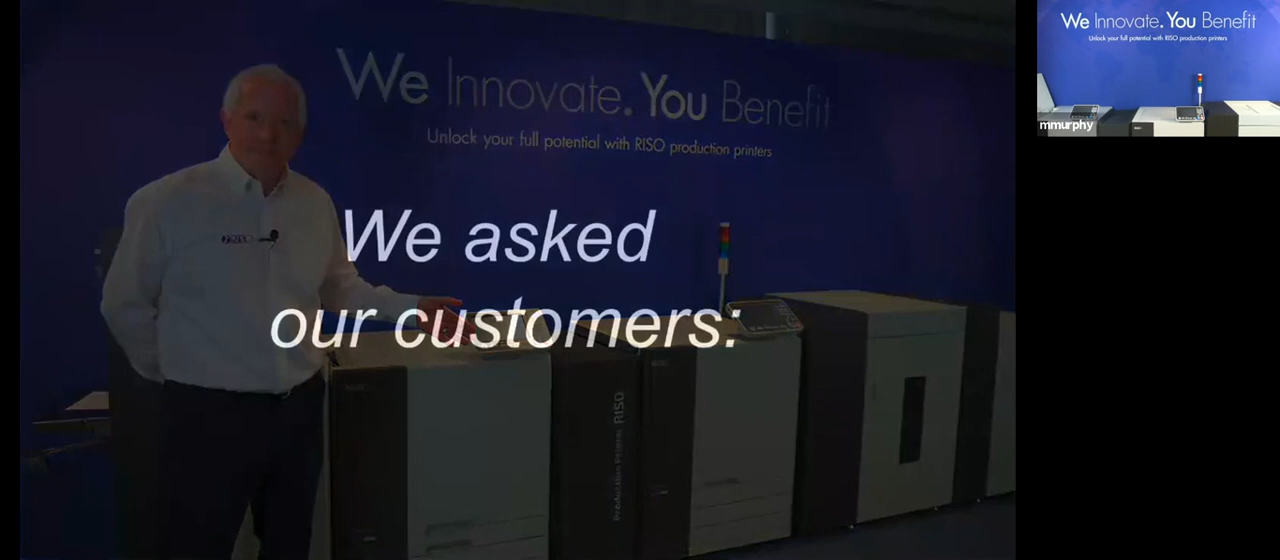 We Innovate. You Benefit
Unlock your full potential with RISO production printers
We asked
our customers:
Production Printer RISO
We Innovate. You Benefit
Unlock your full potential with RISO production printers
mmurphy